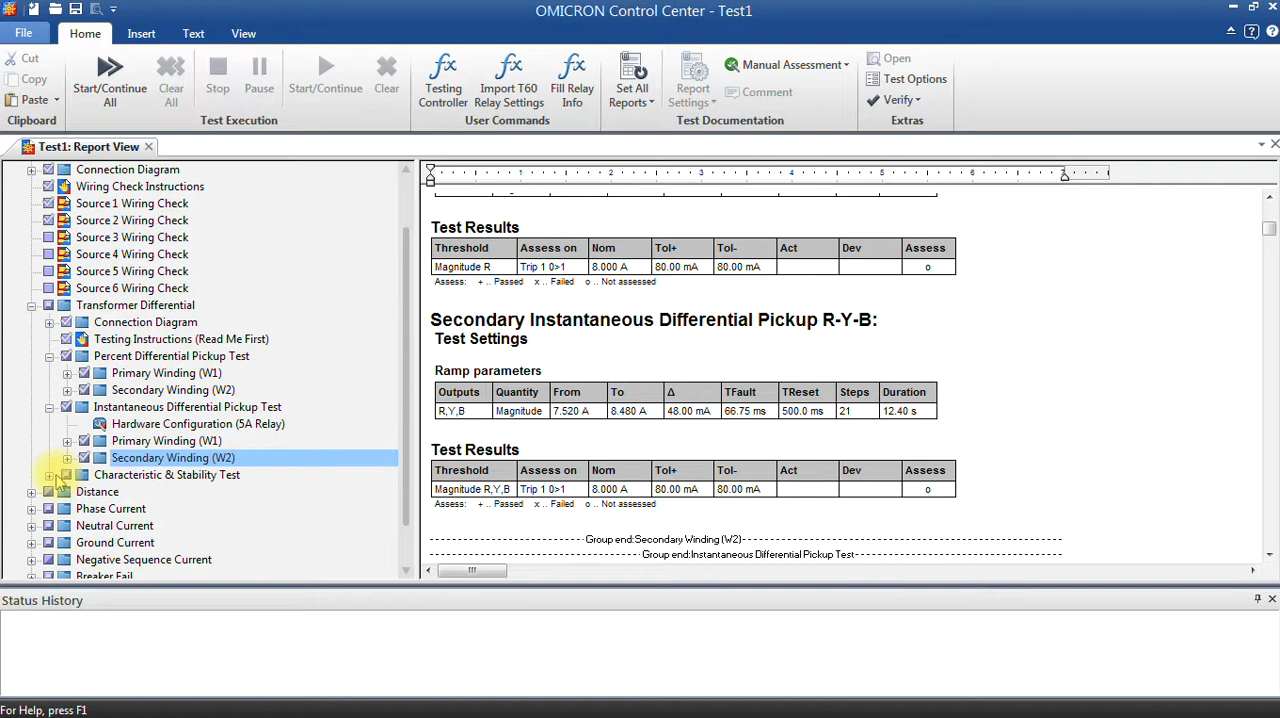 OMICRON Control Center - Test1
File Home Insert Text View
Cut
Copy
Paste
Clipboard
Start/Continue All
Clear All
Stop
Pause
Start/Continue
Clear
Test Execution
Testing Controller
Import T60 Relay Settings
Fill Relay Info
User Commands
Set All Reports
Report Settings
Manual Assessment
Comment
Test Documentation
Open
Test Options
Verify
Extras
Test1: Report View
Connection Diagram
Wiring Check Instructions
Source 1 Wiring Check
Source 2 Wiring Check
Source 3 Wiring Check
Source 4 Wiring Check
Source 5 Wiring Check
Source 6 Wiring Check
Transformer Differential
Connection Diagram
Testing Instructions (Read Me First)
Percent Differential Pickup Test
Primary Winding (W1)
Secondary Winding (W2)
Instantaneous Differential Pickup Test
Hardware Configuration (5A Relay)
Primary Winding (W1)
Secondary Winding (W2)
Characteristic & Stability Test
Distance
Phase Current
Neutral Current
Ground Current
Negative Sequence Current
Breaker Fail
1 2 3 4 5 6 7
Test Results
Threshold Assess on Nom Tol+ Tol- Act Dev Assess
Magnitude R Trip 1 0>1 8.000 A 80.00 mA 80.00 mA o
Assess: + .. Passed x .. Failed o .. Not assessed
Secondary Instantaneous Differential Pickup R-Y-B:
Test Settings
Ramp parameters
Outputs Quantity From To Δ TFault TReset Steps Duration
R,Y,B Magnitude 7.520 A 8.480 A 48.00 mA 66.75 ms 500.0 ms 21 12.40 s
Test Results
Threshold Assess on Nom Tol+ Tol- Act Dev Assess
Magnitude R,Y,B Trip 1 0>1 8.000 A 80.00 mA 80.00 mA o
Assess: + .. Passed x .. Failed o .. Not assessed
Group end:Secondary Winding (W2)
Group end:Instantaneous Differential Pickup Test
Status History
For Help, press F1